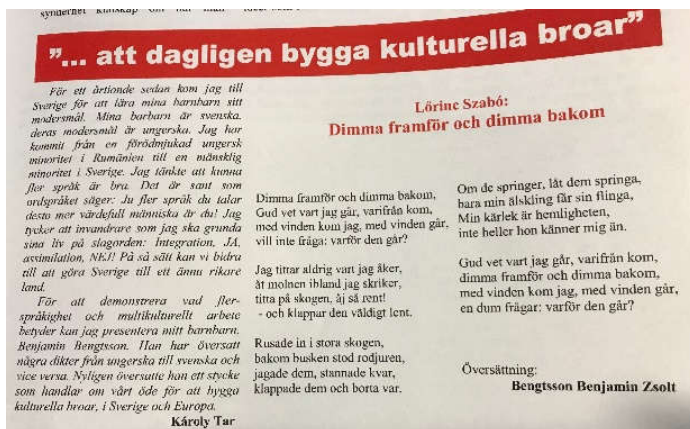 synnerhet kunskap om
"... att dagligen bygga kulturella broar"
För ett årtionde sedan kom jag till
Sverige för att lära mina barnbarn sitt
modersmål. Mina barbarn är svenska.
deras modersmål är ungerska. Jag har
kommit från en förödmjukad ungersk
minoritet i Rumänien till en mänsklig
minoritet i Sverige. Jag tänkte att kunna
fler språk är bra. Det är sant som
ordspråket säger: Ju fler språk du talar
desto mer värdefull människa är du! Jag
tycker att invandrare som jag ska grunda
sina liv på slagorden: Integration, JA,
assimilation, NEJ! På så sätt kan vi bidra
till att göra Sverige till ett ännu rikare
land.
För att demonstrera vad fler-
språkighet och multikulturellt arbete
betyder kan jag presentera mitt barnbarn.
Benjamin Bengtsson. Han har översatt
några dikter från ungerska till svenska och
vice versa. Nyligen översatte han ett stycke
som handlar om vårt öde för att bygga
kulturella broar, i Sverige och Europa.
Károly Tar
Lőrinc Szabó:
Dimma framför och dimma bakom
Dimma framför och dimma bakom,
Gud vet vart jag går, varifrån kom,
med vinden kom jag, med vinden går,
vill inte fråga: varför den går?
Jag tittar aldrig vart jag åker,
åt molnen ibland jag skriker,
titta på skogen, åj så rent!
- och klappar den väldigt lent.
Rusade in i stora skogen,
bakom busken stod rodjuren,
jagade dem, stannade kvar,
klappade dem och borta var.
Om de springer, låt dem springa,
bara min älskling får sin flinga,
Min kärlek är hemligheten,
inte heller hon känner mig än.
Gud vet vart jag går, varifrån kom,
dimma framför och dimma bakom,
med vinden kom jag, med vinden går,
en dum frågar: varför den går?
Översättning:
Bengtsson Benjamin Zsolt